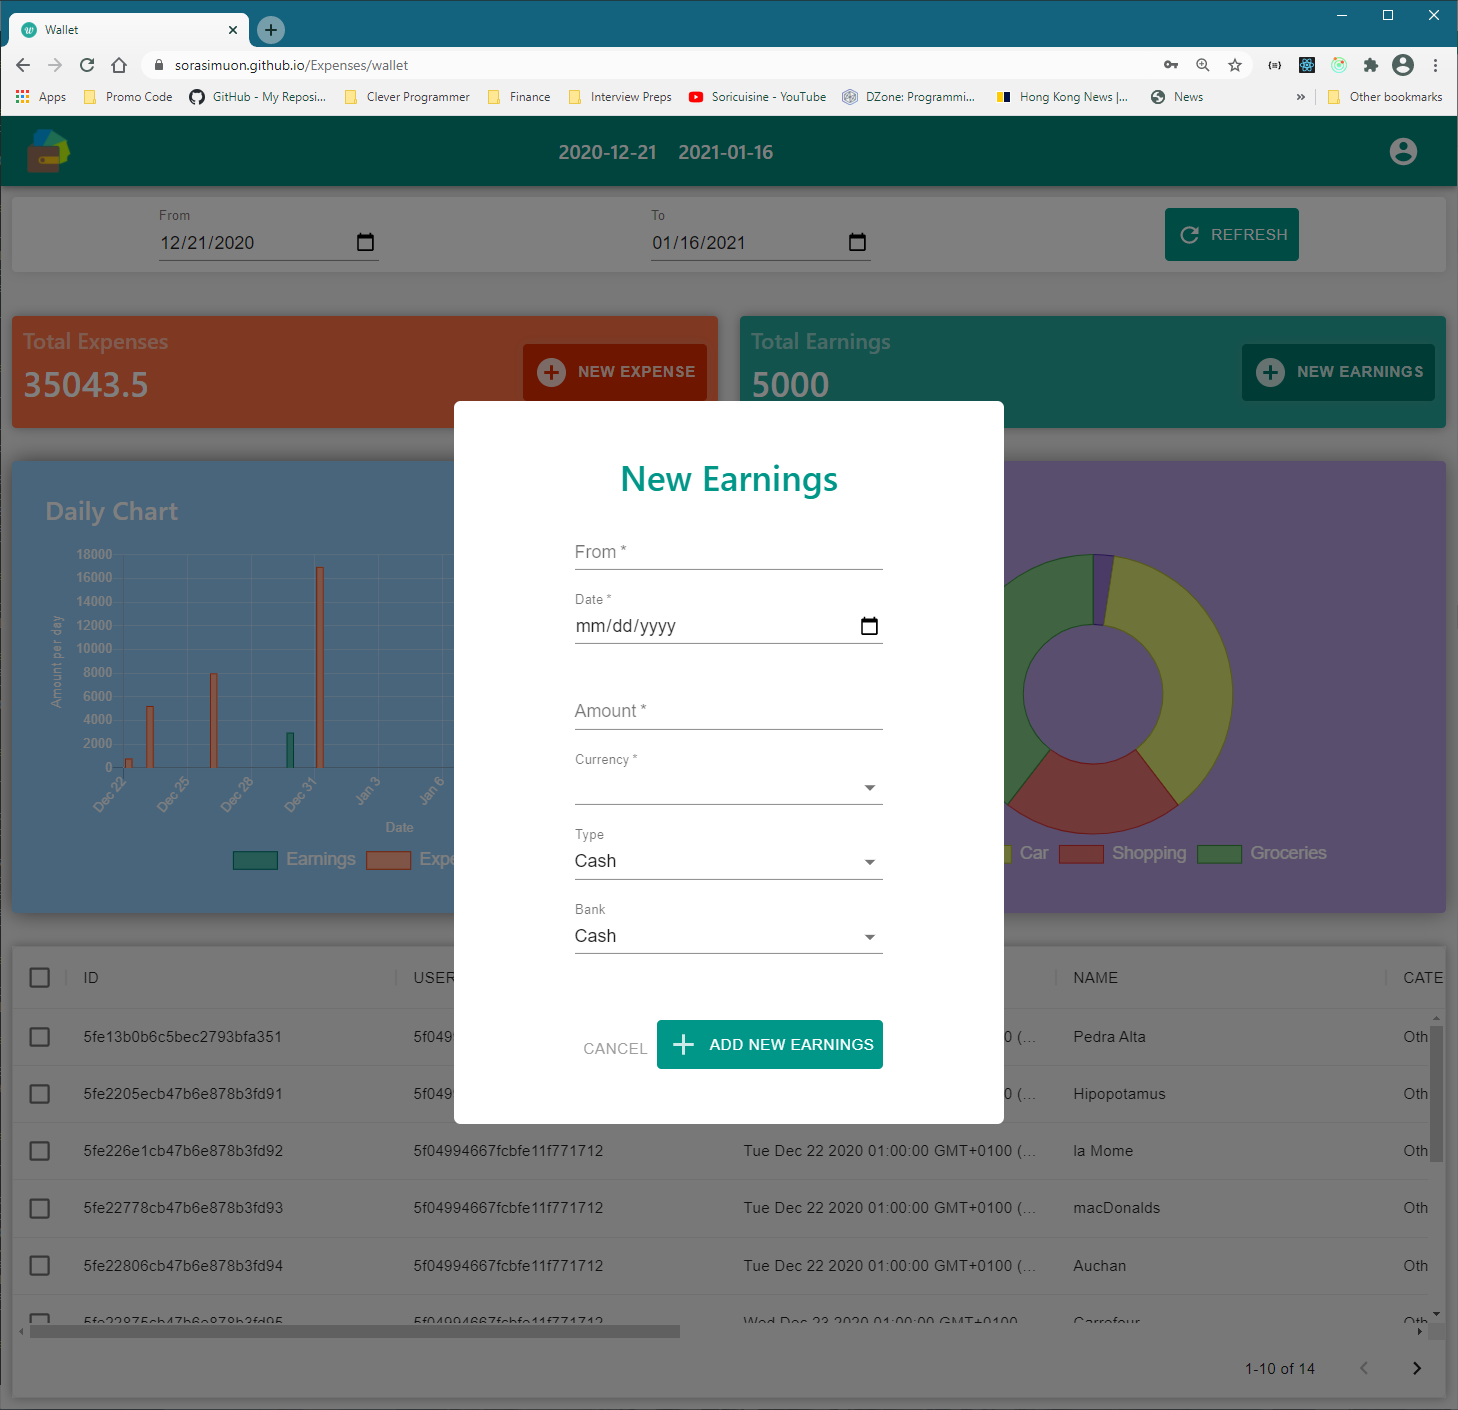 Wallet
sorasimuon.github.io/Expenses/wallet
Apps
Promo Code
GitHub - My Reposi...
Clever Programmer
Finance
Interview Preps
Soricuisine - YouTube
DZone: Programmi...
Hong Kong News |...
News
»
Other bookmarks
2020-12-21 2021-01-16
From
12/21/2020
To
01/16/2021
REFRESH
Total Expenses
35043.5
NEW EXPENSE
Total Earnings
5000
NEW EARNINGS
New Earnings
From *
Date *
mm/dd/yyyy
Amount *
Currency *
Type
Cash
Bank
Cash
CANCEL
ADD NEW EARNINGS
Daily Chart
18000
16000
14000
12000
10000
8000
6000
4000
2000
0
Amount per day
Dec 22
Dec 25
Dec 28
Dec 31
Jan 3
Jan 6
Date
Earnings
Expe
Car
Shopping
Groceries
ID USER NAME CATE
5fe13b0b6c5bec2793bfa351 5f049 0 (... Pedra Alta Oth
5fe2205ecb47b6e878b3fd91 5f049 0 (... Hipopotamus Oth
5fe226e1cb47b6e878b3fd92 5f04994667fcbfe11f771712 Tue Dec 22 2020 01:00:00 GMT+0100 (... la Mome Oth
5fe22778cb47b6e878b3fd93 5f04994667fcbfe11f771712 Tue Dec 22 2020 01:00:00 GMT+0100 (... macDonalds Oth
5fe22806cb47b6e878b3fd94 5f04994667fcbfe11f771712 Tue Dec 22 2020 01:00:00 GMT+0100 (... Auchan Oth
5fe22875cb47b6e878b3fd95 5f04994667fcbfe11f771712 Wed Dec 23 2020 01:00:00 GMT+0100 Carrefour Oth
1-10 of 14